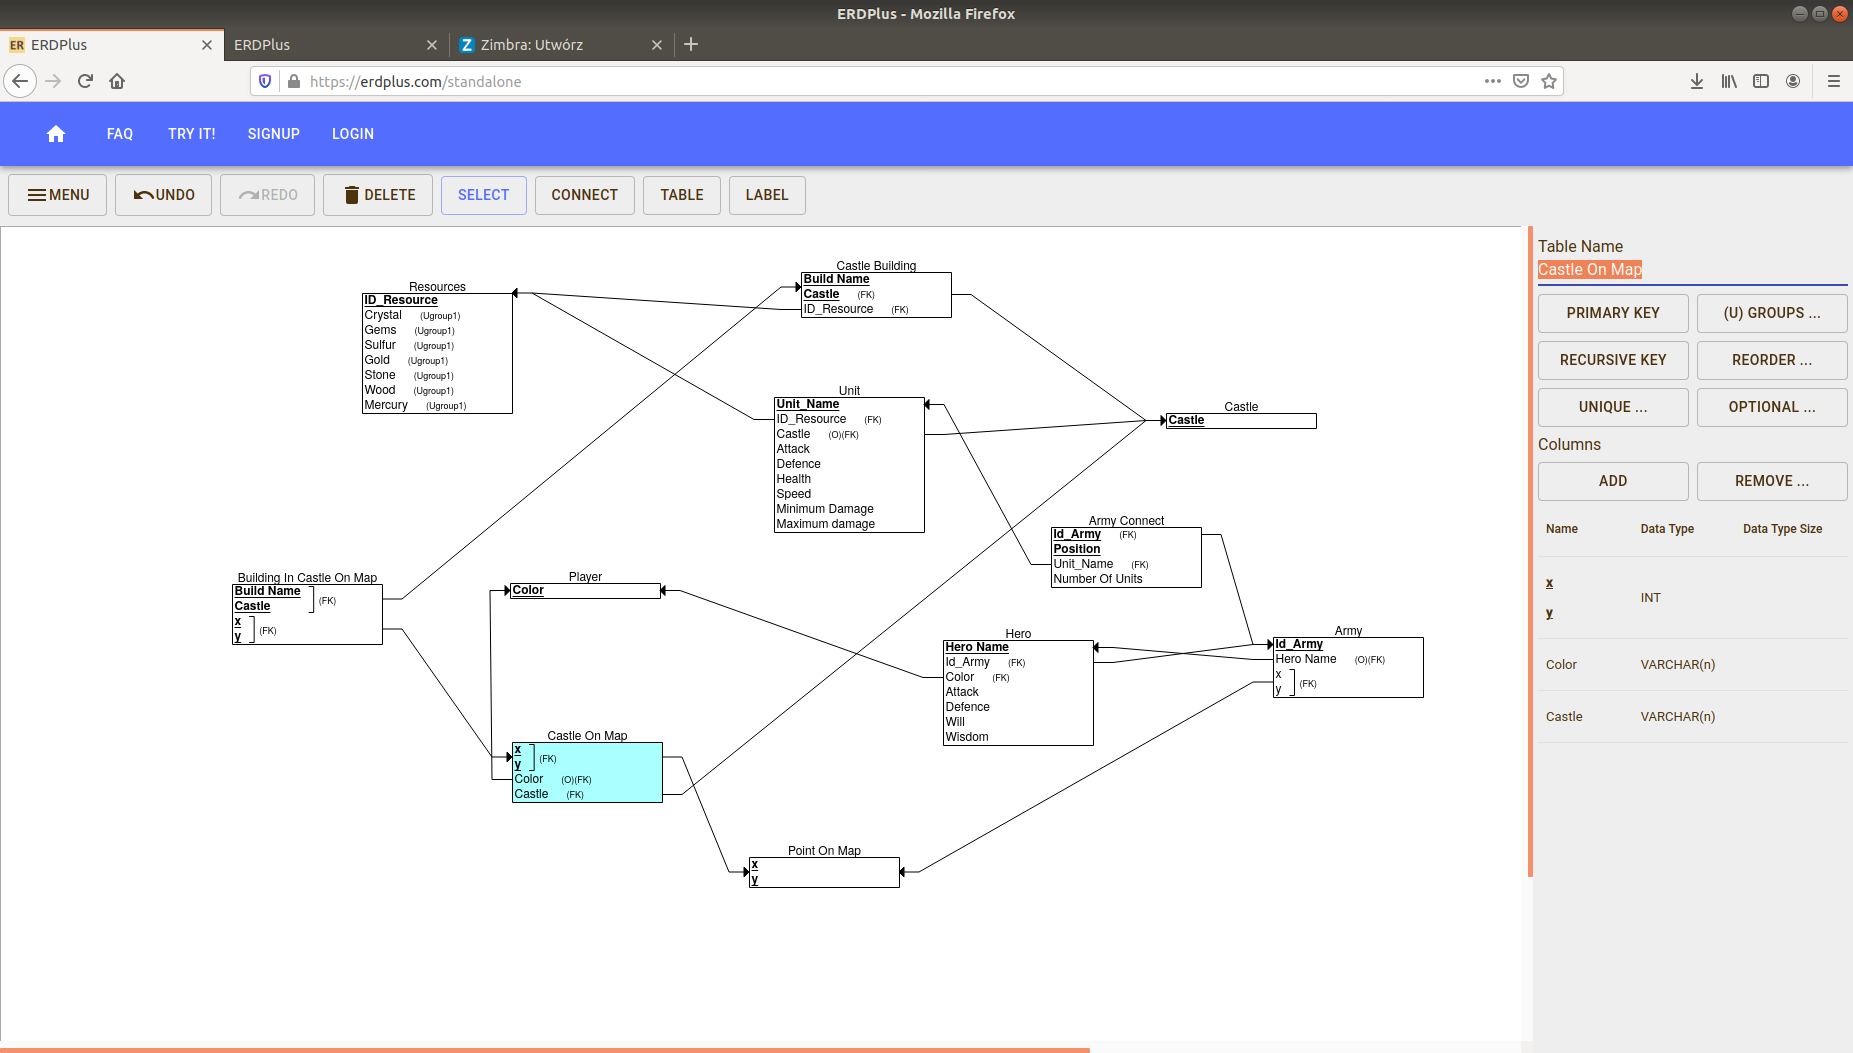 ERDPlus - Mozilla Firefox
ER ERDPlus
ERDPlus
Z Zimbra: Utwórz
https://erdplus.com/standalone
FAQ
TRY IT!
SIGNUP
LOGIN
MENU
UNDO
REDO
DELETE
SELECT
CONNECT
TABLE
LABEL
Resources
ID_Resource
Crystal (Ugroup1)
Gems (Ugroup1)
Sulfur (Ugroup1)
Gold (Ugroup1)
Stone (Ugroup1)
Wood (Ugroup1)
Mercury (Ugroup1)
Castle Building
Build Name
Castle (FK)
ID_Resource (FK)
Unit
Unit_Name
ID_Resource (FK)
Castle (O)(FK)
Attack
Defence
Health
Speed
Minimum Damage
Maximum damage
Castle
Castle
Army Connect
Id_Army (FK)
Position
Unit_Name (FK)
Number Of Units
Building In Castle On Map
Build Name
Castle
(FK)
x
y
(FK)
Player
Color
Hero
Hero Name
Id_Army (FK)
Color (FK)
Attack
Defence
Will
Wisdom
Army
Id_Army
Hero Name (O)(FK)
x
y
(FK)
Castle On Map
x
y
(FK)
Color (O)(FK)
Castle (FK)
Point On Map
x
y
Table Name
Castle On Map
PRIMARY KEY
(U) GROUPS ...
RECURSIVE KEY
REORDER ...
UNIQUE ...
OPTIONAL ...
Columns
ADD
REMOVE ...
Name Data Type Data Type Size
x
y
INT
Color VARCHAR(n)
Castle VARCHAR(n)